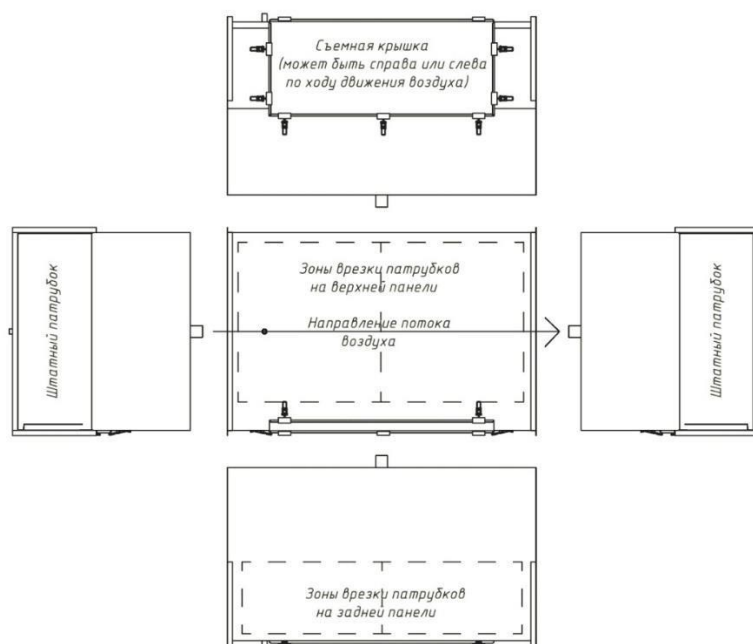 Съемная крышка
(может быть справа или слева
по ходу движения воздуха)
Штатный патрубок
Зоны врезки патрубков
на верхней панели
Направление потока
воздуха
Штатный патрубок
Зоны врезки патрубков
на задней панели